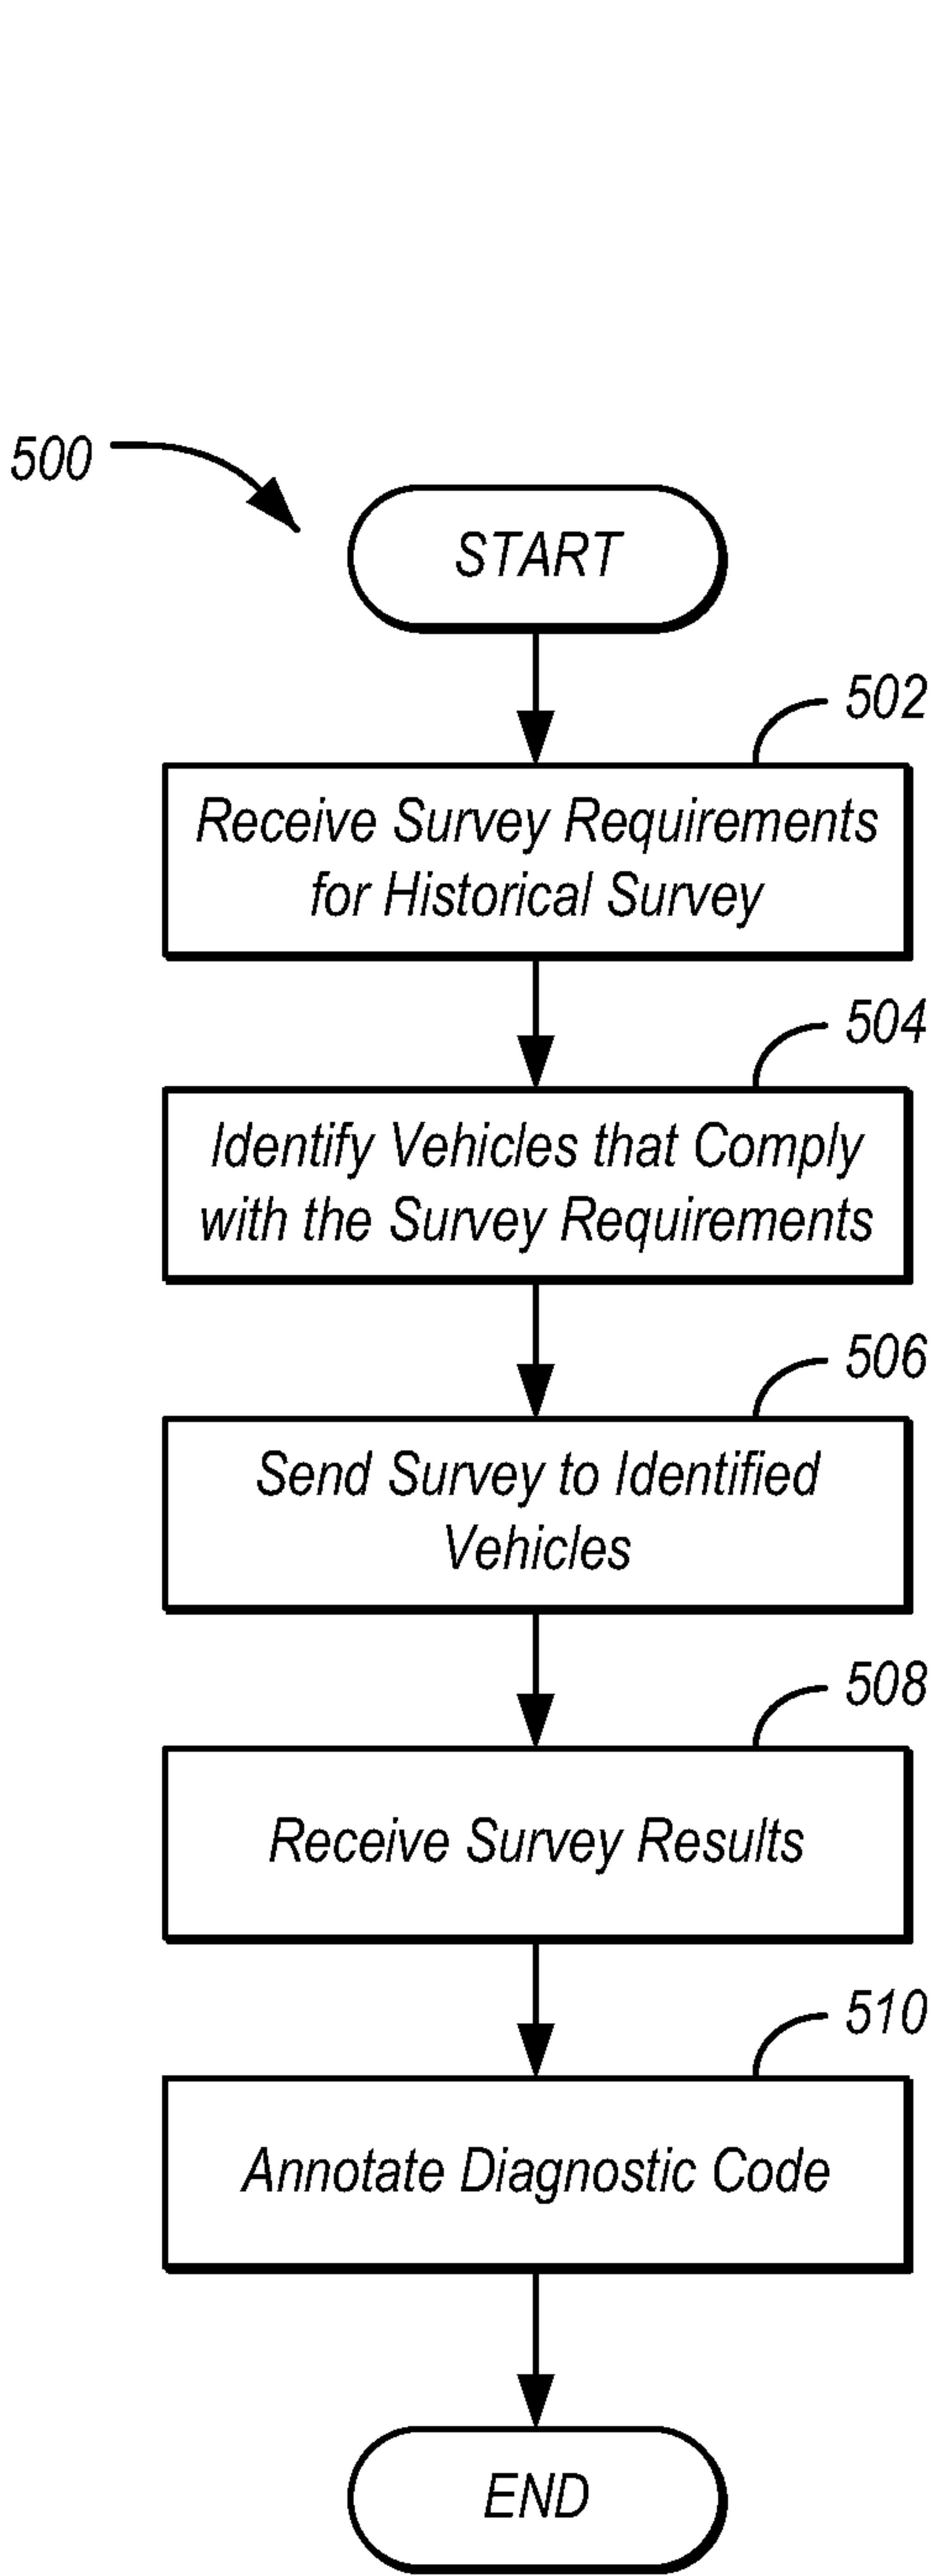 500
START
502
Receive Survey Requirements
for Historical Survey
504
Identify Vehicles that Comply
with the Survey Requirements
506
Send Survey to Identified
Vehicles
508
Receive Survey Results
510
Annotate Diagnostic Code
END